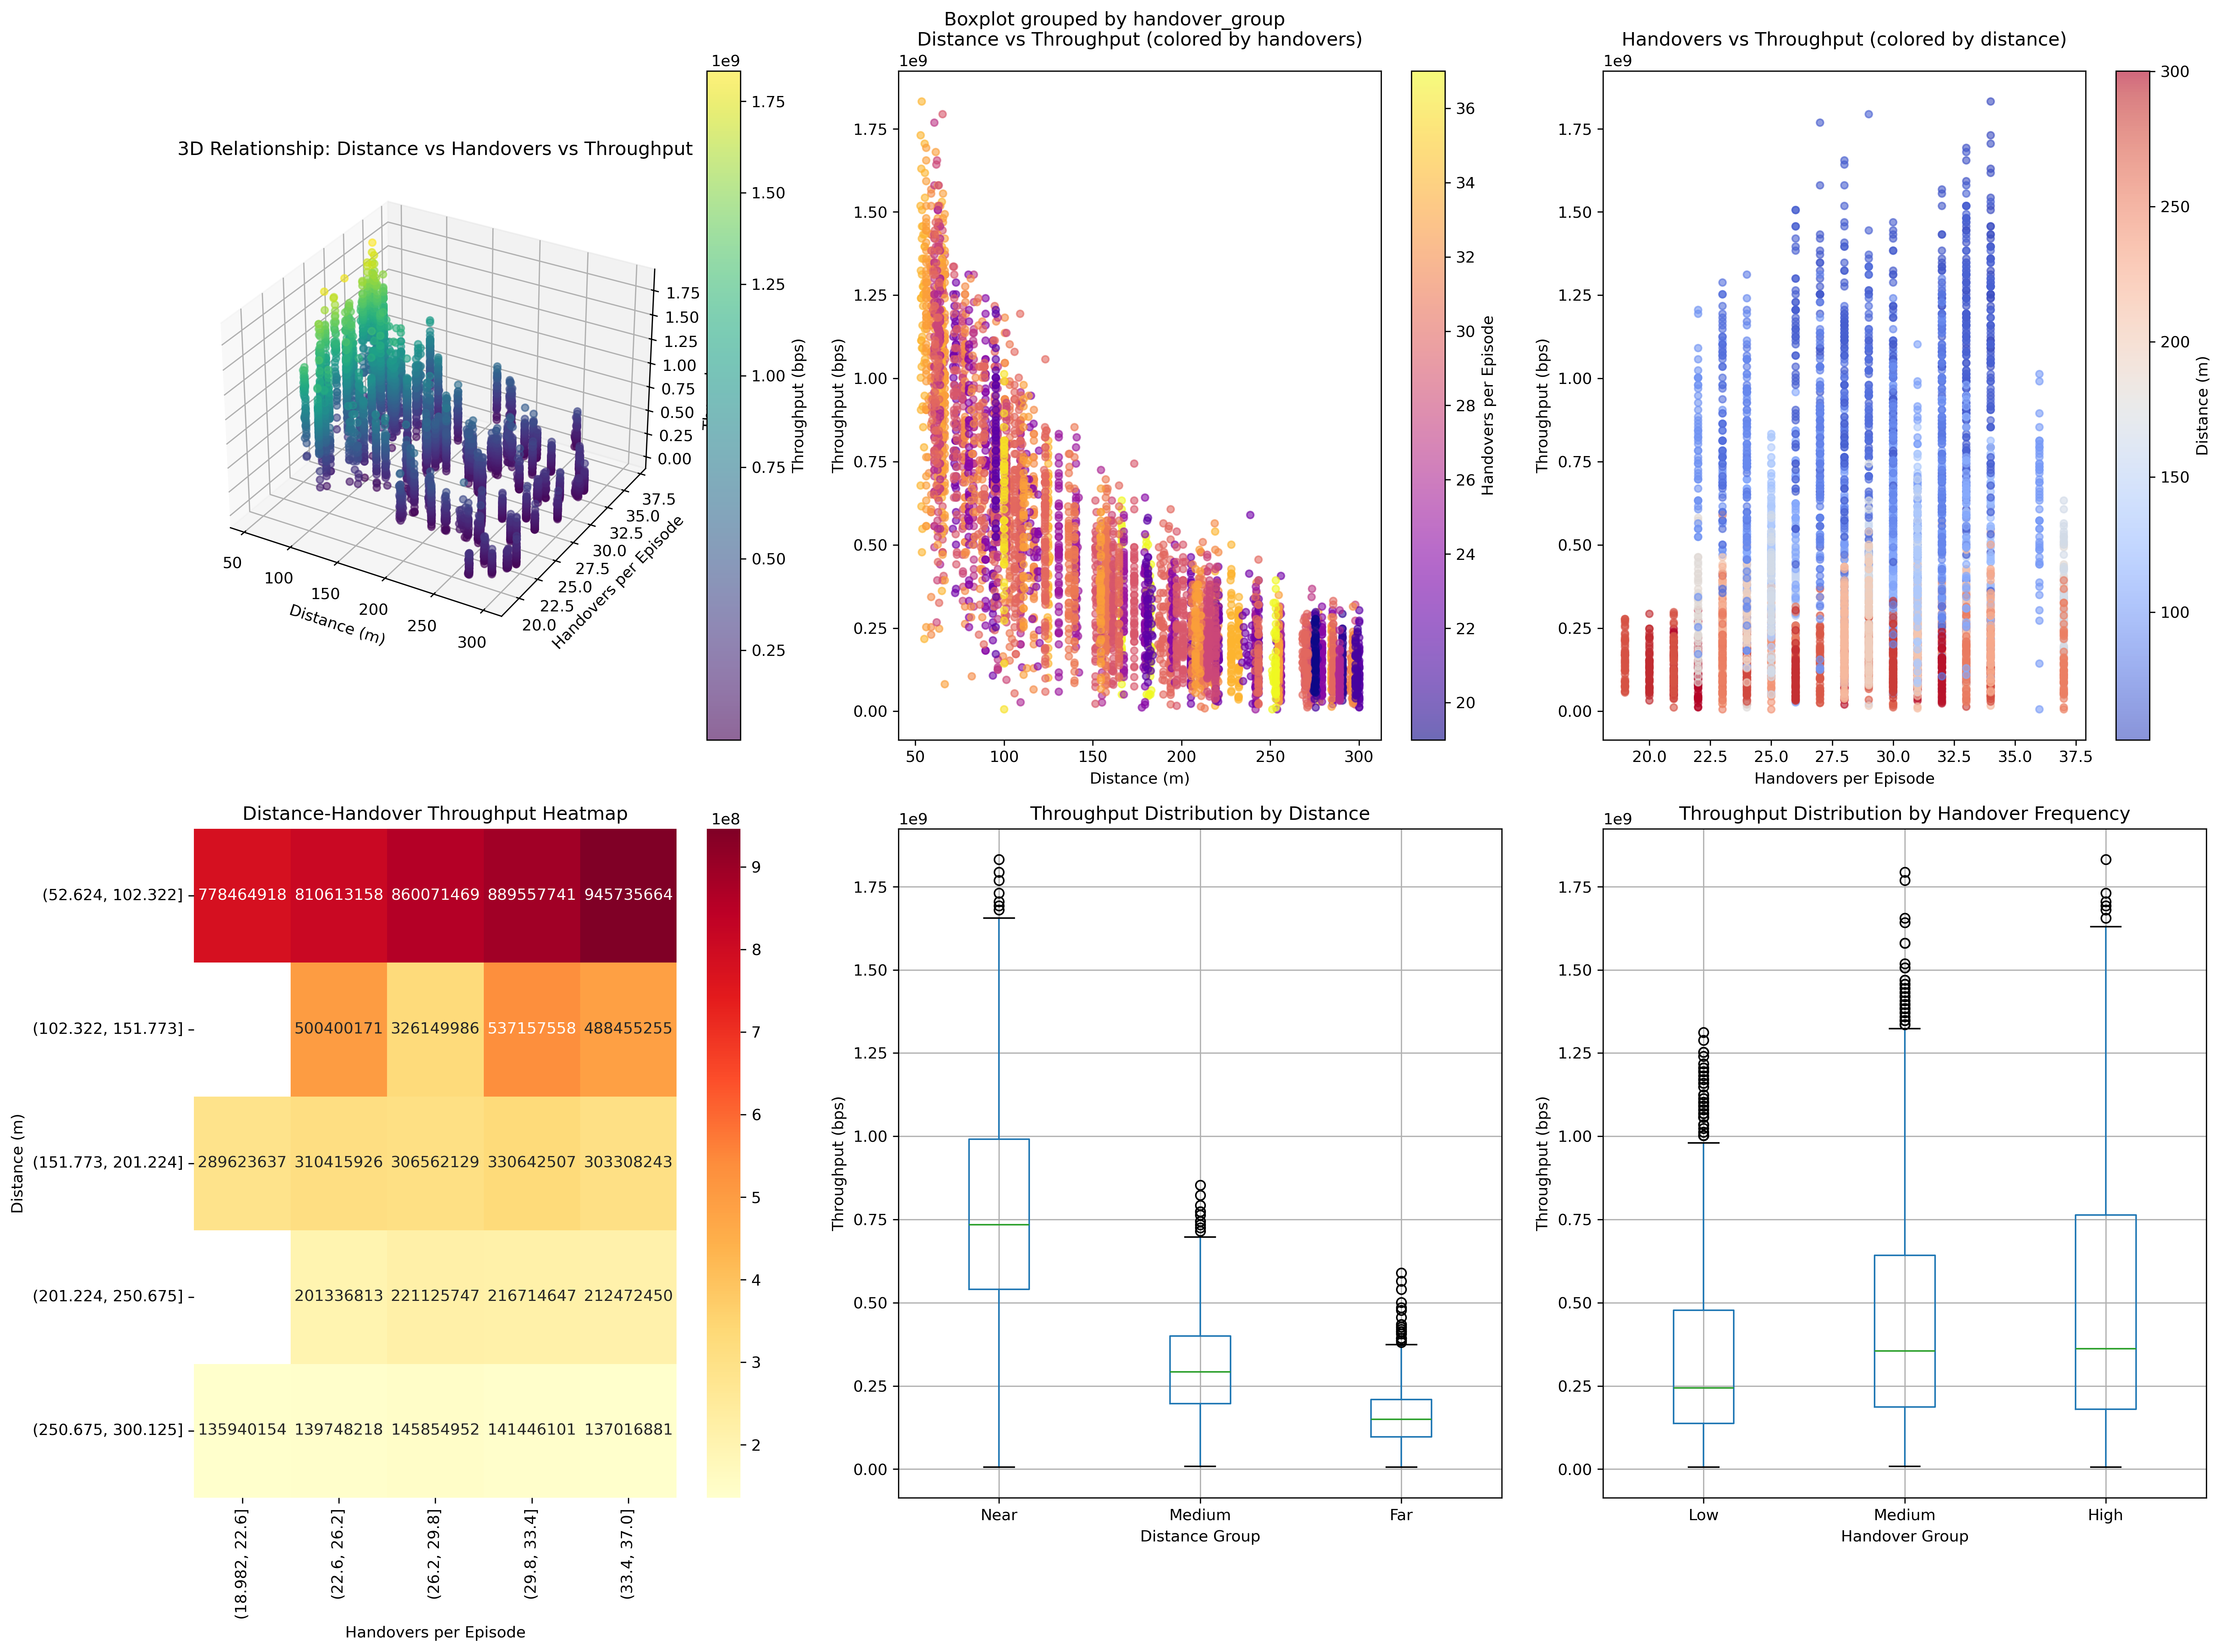 Boxplot grouped by handover_group
3D Relationship: Distance vs Handovers vs Throughput
1e9
1.75
1.50
1.25
1.00
0.75
0.50
0.25
Throughput (bps)
1.75
1.50
1.25
1.00
0.75
0.50
0.25
0.00
50
100
150
200
250
300
Distance (m)
20.0
22.5
25.0
27.5
30.0
32.5
35.0
37.5
Handovers per Episode
Distance vs Throughput (colored by handovers)
1e9
1.75
1.50
1.25
1.00
0.75
0.50
0.25
0.00
Throughput (bps)
50
100
150
200
250
300
Distance (m)
36
34
32
30
28
26
24
22
20
Handovers per Episode
Handovers vs Throughput (colored by distance)
1e9
1.75
1.50
1.25
1.00
0.75
0.50
0.25
0.00
Throughput (bps)
20.0
22.5
25.0
27.5
30.0
32.5
35.0
37.5
Handovers per Episode
300
250
200
150
100
Distance (m)
Distance-Handover Throughput Heatmap
1e8
(52.624, 102.322] 778464918 810613158 860071469 889557741 945735664
(102.322, 151.773] 500400171 326149986 537157558 488455255
(151.773, 201.224] 289623637 310415926 306562129 330642507 303308243
(201.224, 250.675] 201336813 221125747 216714647 212472450
(250.675, 300.125] 135940154 139748218 145854952 141446101 137016881
Distance (m)
(18.982, 22.6]
(22.6, 26.2]
(26.2, 29.8]
(29.8, 33.4]
(33.4, 37.0]
Handovers per Episode
9
8
7
6
5
4
3
2
Throughput Distribution by Distance
1e9
1.75
1.50
1.25
1.00
0.75
0.50
0.25
0.00
Throughput (bps)
Near
Medium
Far
Distance Group
Throughput Distribution by Handover Frequency
1e9
1.75
1.50
1.25
1.00
0.75
0.50
0.25
0.00
Throughput (bps)
Low
Medium
High
Handover Group